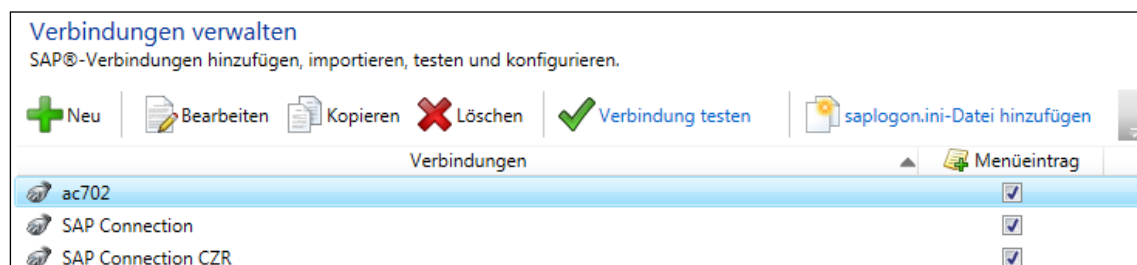 Verbindungen verwalten
SAP®-Verbindungen hinzufügen, importieren, testen und konfigurieren.
Neu Bearbeiten Kopieren Löschen Verbindung testen saplogon.ini-Datei hinzufügen
Verbindungen Menüeintrag
ac702
SAP Connection
SAP Connection CZR